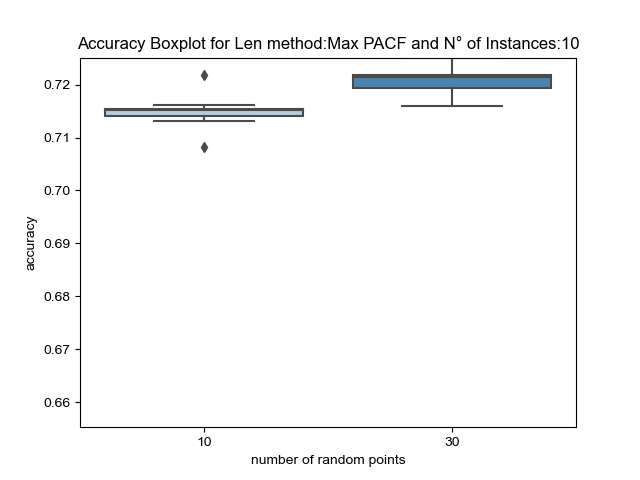 Accuracy Boxplot for Len method:Max PACF and N° of Instances:10
0.72
0.71
0.70
0.69
0.68
0.67
0.66
accuracy
10 30
number of random points